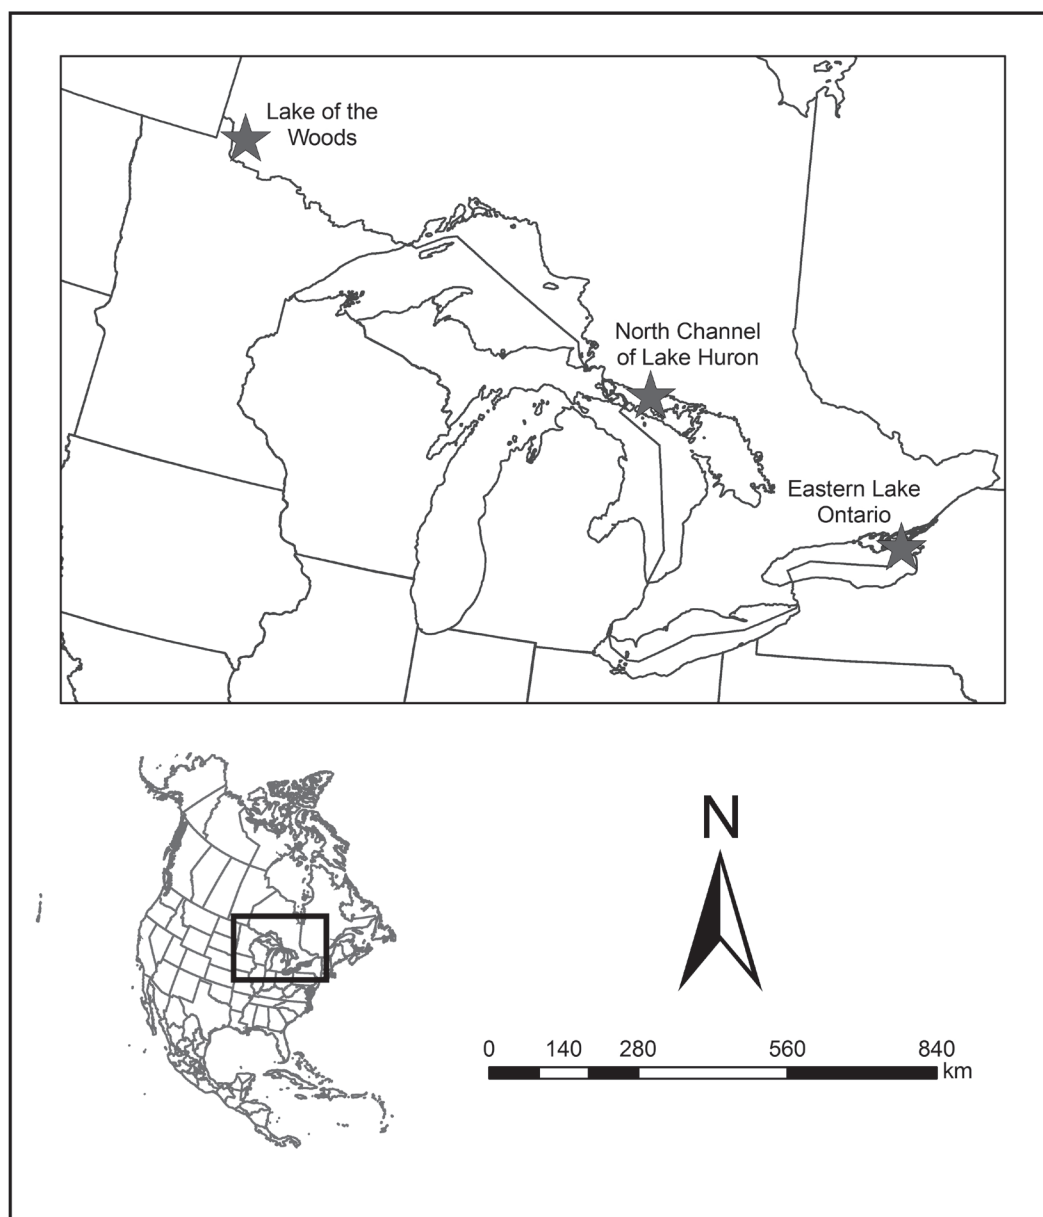 Lake of the
Woods
North Channel
of Lake Huron
Eastern Lake
Ontario
N
0 140 280 560 840
km